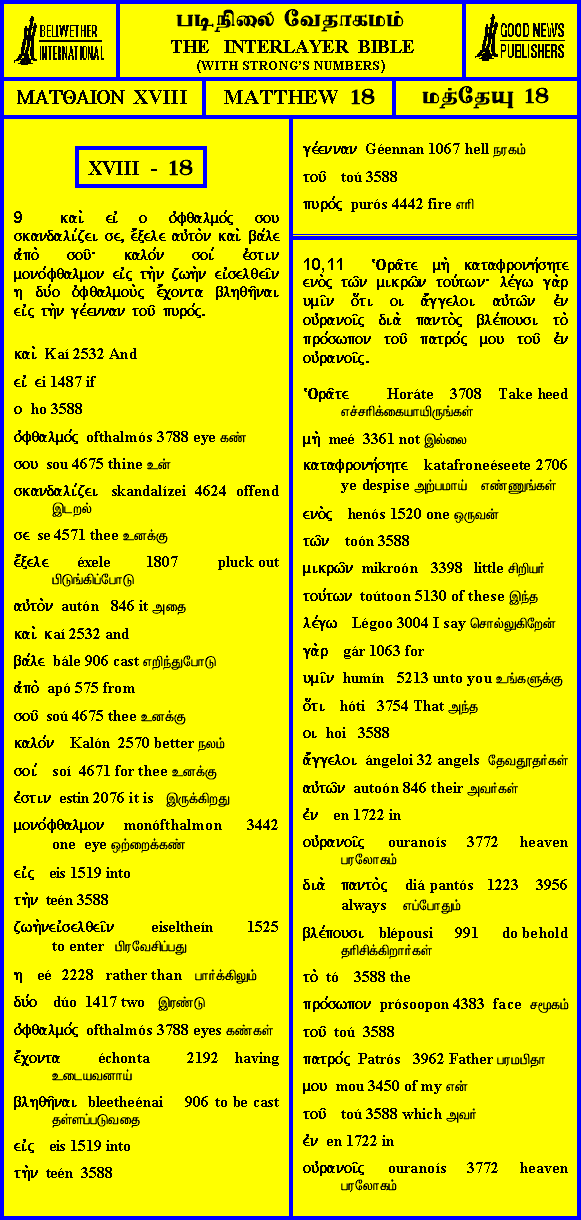 BELLWETHER
INTERNATIONAL
படிநிலை வேதாகமம்
THE INTERLAYER BIBLE
(WITH STRONG'S NUMBERS)
GOOD NEWS
PUBLISHERS
ΜΑΤΘΑΙΟΝ XVIII
MATTHEW 18
மத்தேயு 18
XVIII - 18
9 καὶ εἰ ο ὀφθαλμός σου
σκανδαλίζει σε, ἔξελε αὐτὸν καὶ βάλε
ἀπὸ σοῦ· καλόν σοί ἐστιν
μονόφθαλμον εἰς τὴν ζωὴν εἰσελθεῖν
η δύο ὀφθαλμοὺς ἔχοντα βληθῆναι
εἰς τὴν γέενναν τοῦ πυρός.
καὶ Kaí 2532 And
εἰ ei 1487 if
ο ho 3588
ὀφθαλμός ofthalmós 3788 eye கண்
σου sou 4675 thine உன்
σκανδαλίζει skandalízei 4624 offend
இடறல்
σε se 4571 thee உனக்கு
ἔξελε éxele 1807 pluck out
பிடுங்கிப்போடு
αὐτὸν autón 846 it அதை
καὶ kaí 2532 and
βάλε bále 906 cast எறிந்துபோடு
ἀπὸ apó 575 from
σοῦ soú 4675 thee உனக்கு
καλόν Kalón 2570 better நலம்
σοί soí 4671 for thee உனக்கு
ἐστιν estin 2076 it is இருக்கிறது
μονόφθαλμον monófthalmon 3442
one eye ஒற்றைக்கண்
εἰς eis 1519 into
τὴν teén 3588
ζωὴνεἰσελθεῖν eiseltheín 1525
to enter பிரவேசிப்பது
η eé 2228 rather than பார்க்கிலும்
δύο dúo 1417 two இரண்டு
ὀφθαλμός ofthalmós 3788 eyes கண்கள்
ἔχοντα échonta 2192 having
உடையவனாய்
βληθῆναι bleetheénai 906 to be cast
தள்ளப்படுவதை
εἰς eis 1519 into
τὴν teén 3588
γέενναν Géennan 1067 hell நரகம்
τοῦ toú 3588
πυρός purós 4442 fire எரி
10,11 Ὁρᾶτε μὴ καταφρονήσητε
ενὸς τῶν μικρῶν τούτων· λέγω γὰρ
υμῖν ὅτι οι ἄγγελοι αὐτῶν ἐν
οὐρανοῖς διὰ παντὸς βλέπουσι τὸ
πρόσωπον τοῦ πατρός μου τοῦ ἐν
οὐρανοῖς.
Ὁρᾶτε Horáte 3708 Take heed
எச்சரிக்கையாயிருங்கள்
μὴ meé 3361 not இல்லை
καταφρονήσητε katafroneéseete 2706
ye despise அற்பமாய் எண்ணுங்கள்
ενὸς henós 1520 one ஒருவன்
τῶν toón 3588
μικρῶν mikroón 3398 little சிறியர்
τούτων toútoon 5130 of these இந்த
λέγω Légoo 3004 I say சொல்லுகிறேன்
γὰρ gár 1063 for
υμῖν humín 5213 unto you உங்களுக்கு
ὅτι hóti 3754 That அந்த
οι hoi 3588
ἄγγελοι ángeloi 32 angels தேவதூதர்கள்
αὐτῶν autoón 846 their அவர்கள்
ἐν en 1722 in
οὐρανοῖς ouranoís 3772 heaven
பரலோகம்
διὰ παντὸς diá pantós 1223 3956
always எப்போதும்
βλέπουσι blépousi 991 do behold
தரிசிக்கிறார்கள்
τὸ tó 3588 the
πρόσωπον prósoopon 4383 face சமூகம்
τοῦ toú 3588
πατρός Patrós 3962 Father பரமபிதா
μου mou 3450 of my என்
τοῦ toú 3588 which அவர்
ἐν en 1722 in
οὐρανοῖς ouranoís 3772 heaven
பரலோகம்